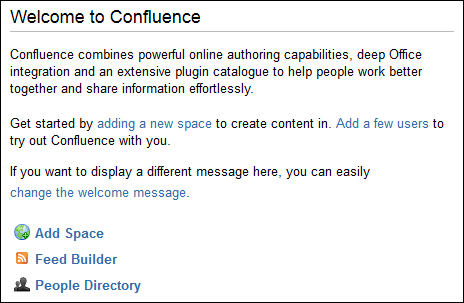 Welcome to Confluence
Confluence combines powerful online authoring capabilities, deep Office
integration and an extensive plugin catalogue to help people work better
together and share information effortlessly.
Get started by adding a new space to create content in. Add a few users to
try out Confluence with you.
If you want to display a different message here, you can easily
change the welcome message.
Add Space
Feed Builder
People Directory